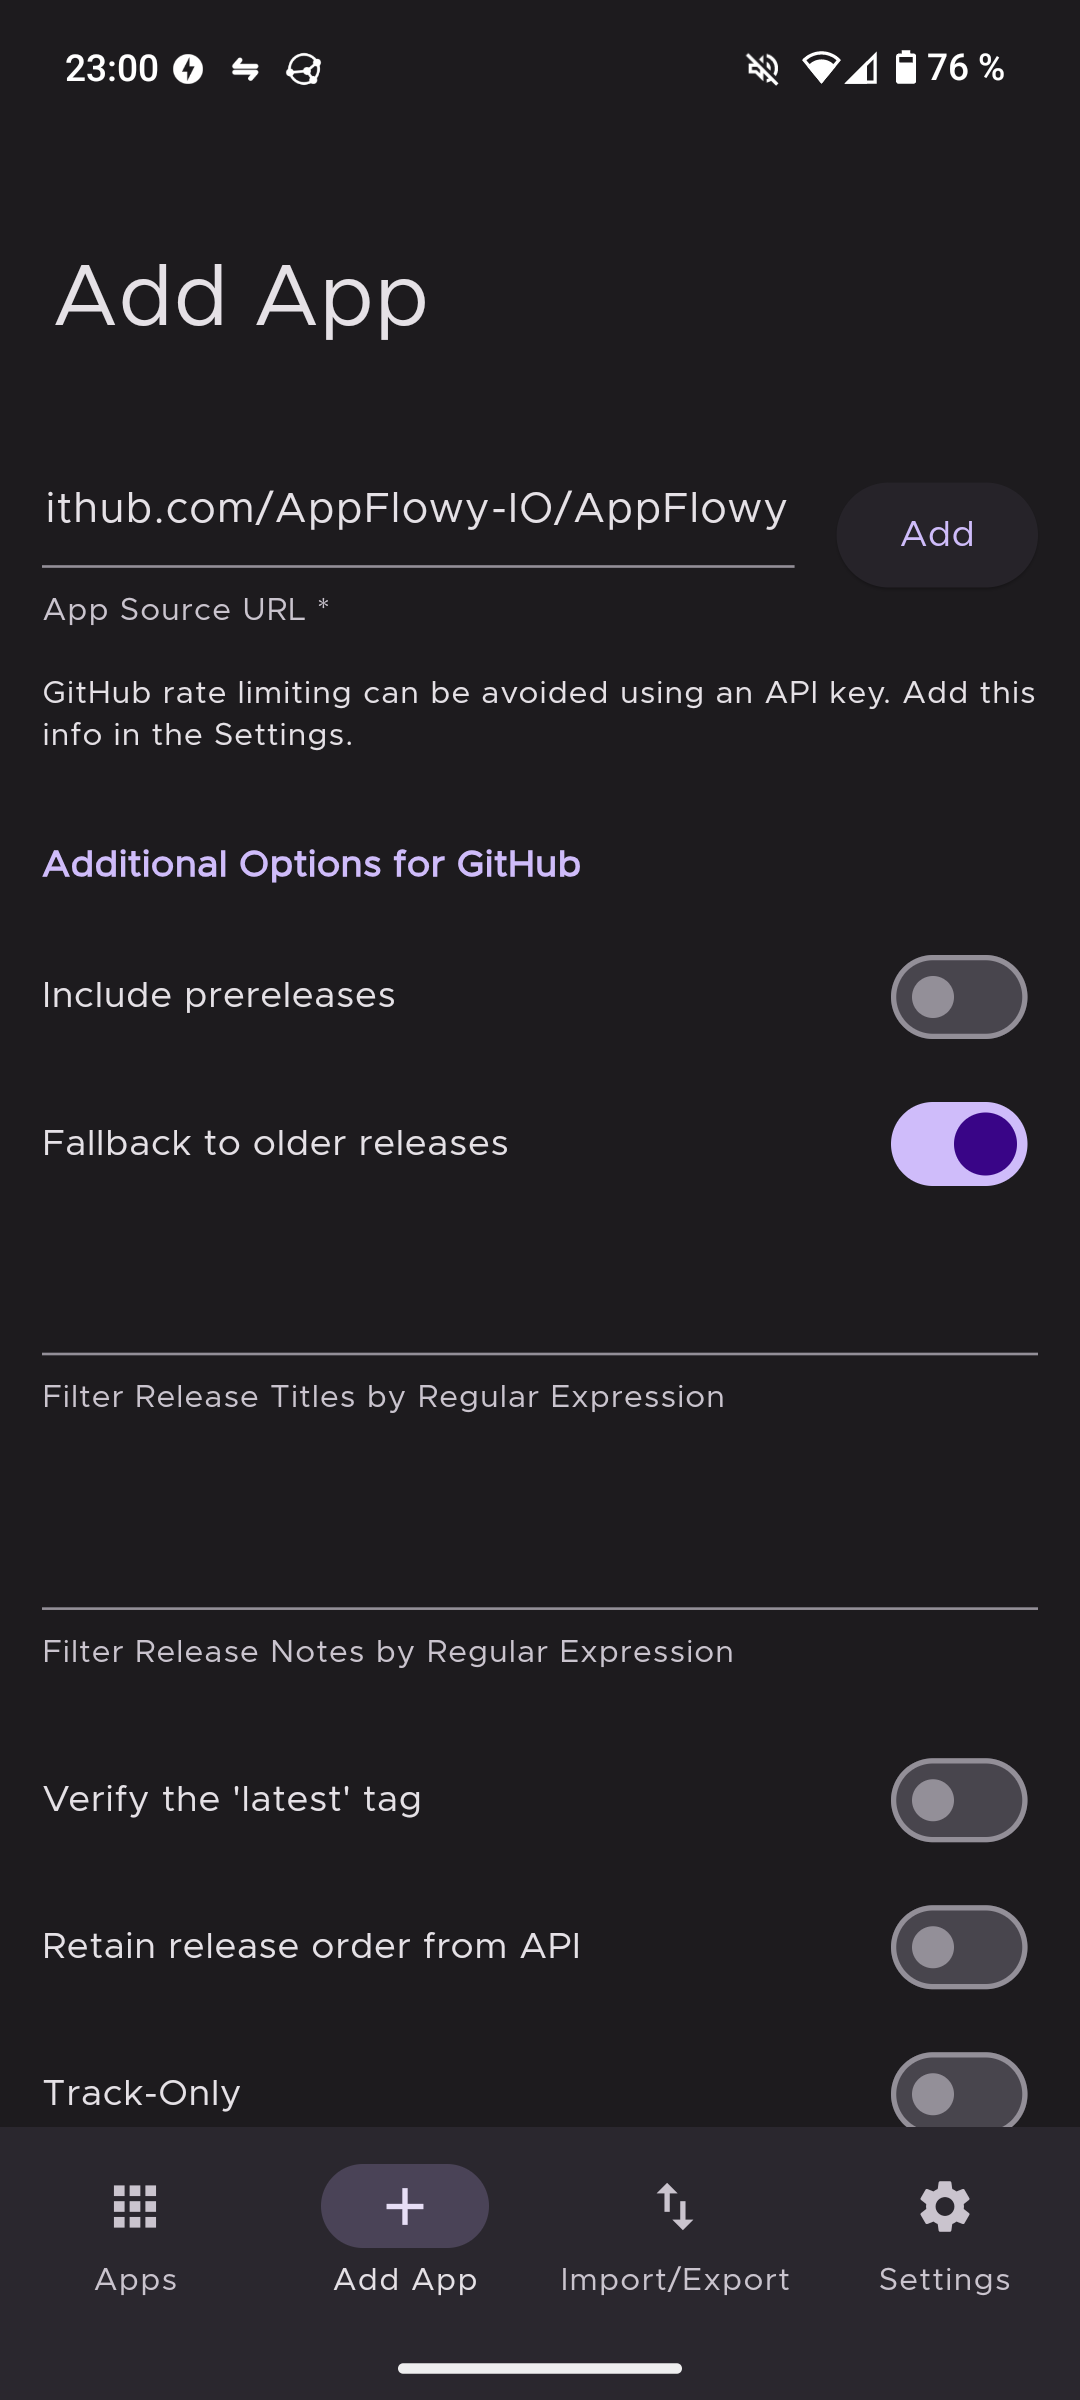 23:00
76 %
Add App
ithub.com/AppFlowy-IO/AppFlowy
Add
App Source URL *
GitHub rate limiting can be avoided using an API key. Add this
info in the Settings.
Additional Options for GitHub
Include prereleases
Fallback to older releases
Filter Release Titles by Regular Expression
Filter Release Notes by Regular Expression
Verify the 'latest' tag
Retain release order from API
Track-Only
Apps
Add App
Import/Export
Settings